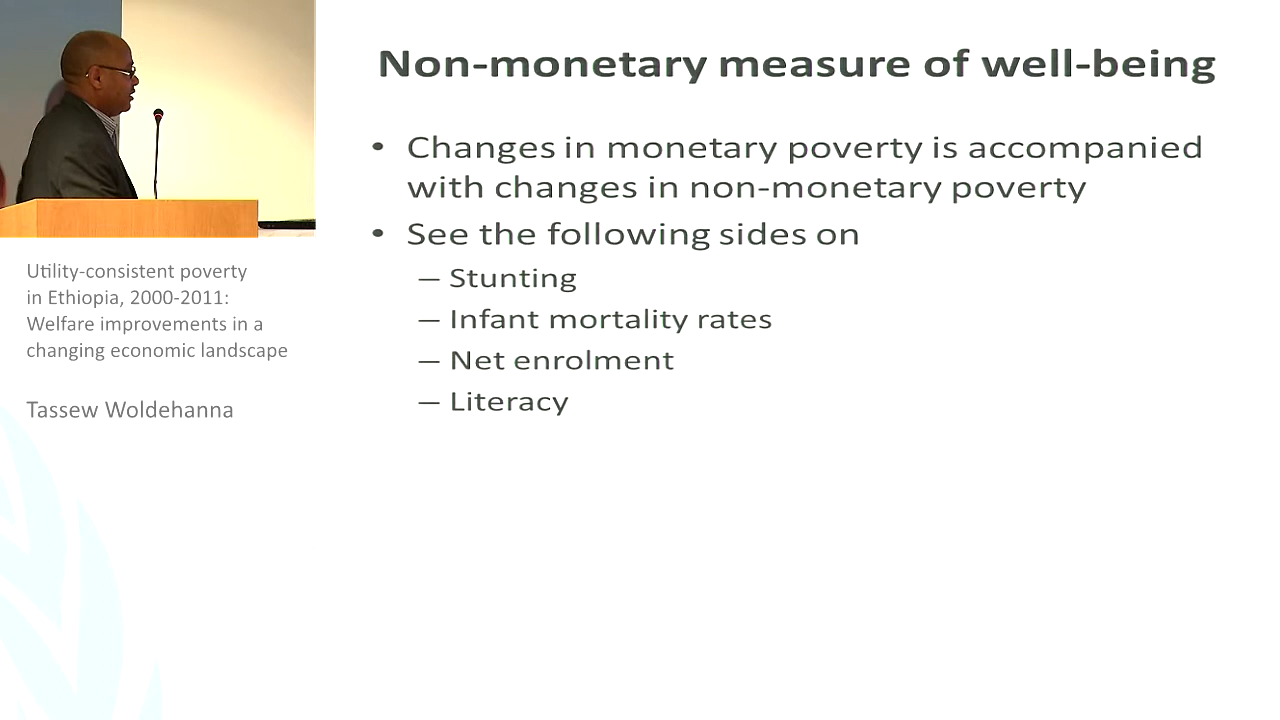 Non-monetary measure of well-being
• Changes in monetary poverty is accompanied
with changes in non-monetary poverty
• See the following sides on
– Stunting
– Infant mortality rates
– Net enrolment
– Literacy
Utility-consistent poverty
in Ethiopia, 2000-2011:
Welfare improvements in a
changing economic landscape
Tassew Woldehanna